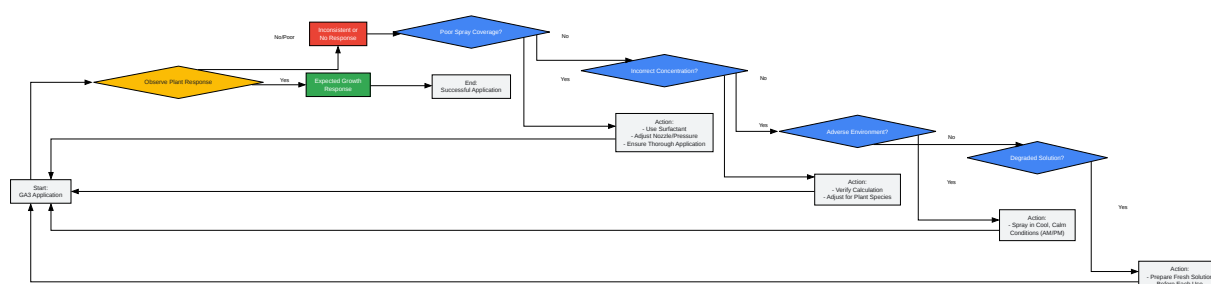 Inconsistent or
No Response
No/Poor
Poor Spray Coverage?
No
Incorrect Concentration?
Observe Plant Response
Yes
Expected Growth
Response
End:
Successful Application
Yes
No
Action:
- Use Surfactant
- Adjust Nozzle/Pressure
- Ensure Thorough Application
Yes
Adverse Environment?
No
Degraded Solution?
Start:
GA3 Application
Action:
- Verify Calculation
- Adjust for Plant Species
Yes
Yes
Action:
- Spray in Cool, Calm
Conditions (AM/PM)
Action:
- Prepare Fresh Solution
Before Each Use